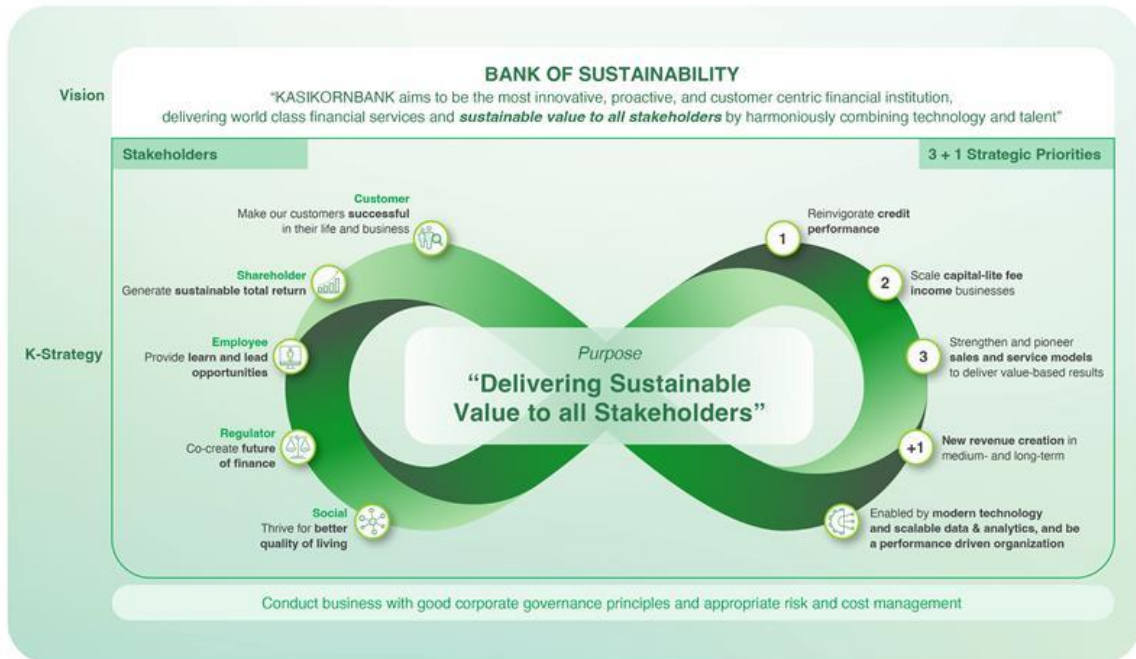 BANK OF SUSTAINABILITY
Vision
“KASIKORNBANK aims to be the most innovative, proactive, and customer centric financial institution,
delivering world class financial services and sustainable value to all stakeholders by harmoniously combining technology and talent”
Stakeholders
3 + 1 Strategic Priorities
K-Strategy
Customer
Make our customers successful
in their life and business
Shareholder
Generate sustainable total return
Employee
Provide learn and lead
opportunities
Regulator
Co-create future
of finance
Social
Thrive for better
quality of living
Purpose
“Delivering Sustainable
Value to all Stakeholders”
1
Reinvigorate credit
performance
2
Scale capital-lite fee
income businesses
3
Strengthen and pioneer
sales and service models
to deliver value-based results
+1
New revenue creation in
medium- and long-term
Enabled by modern technology
and scalable data & analytics, and be
a performance driven organization
Conduct business with good corporate governance principles and appropriate risk and cost management